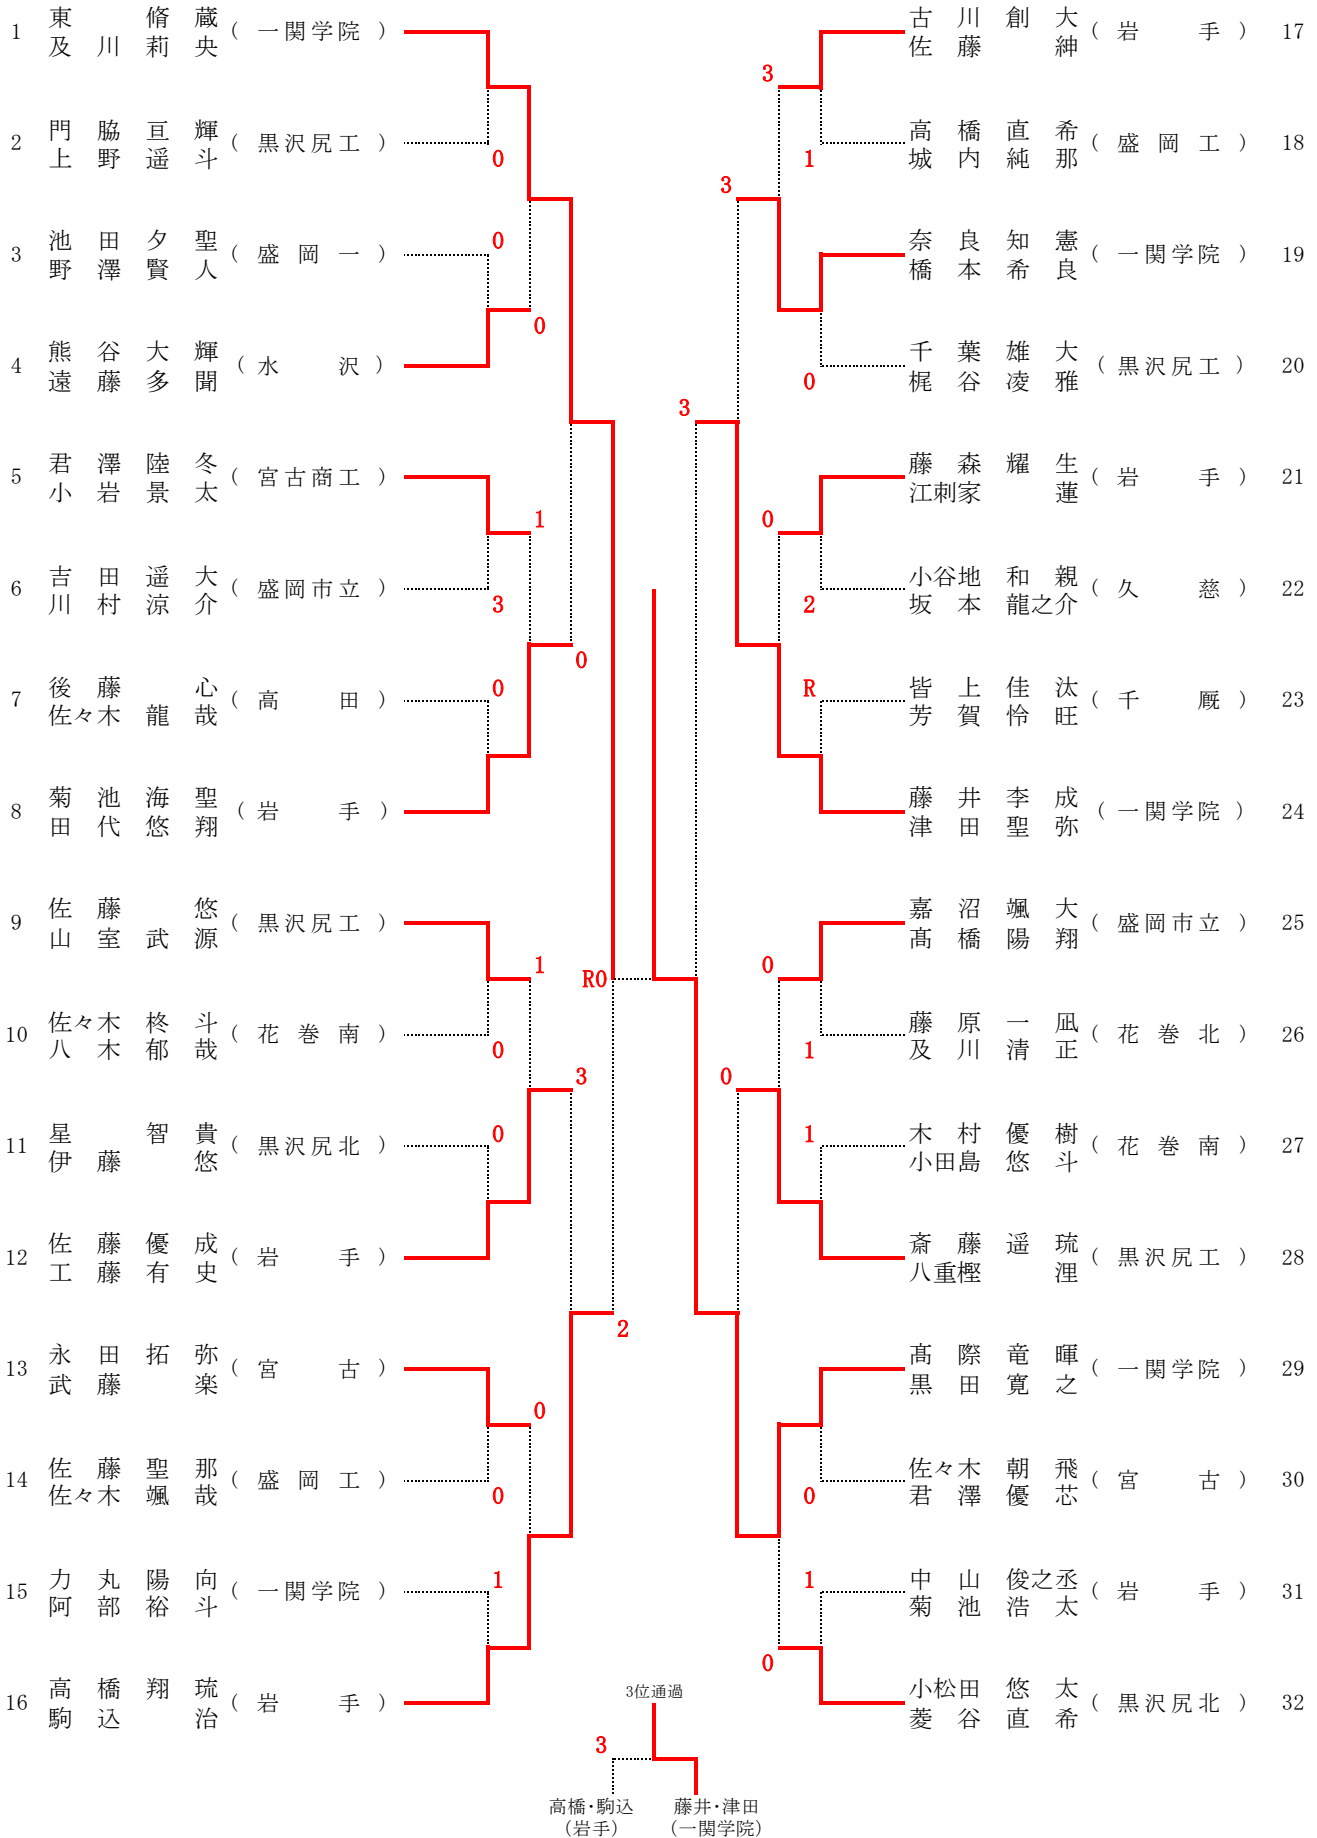 1 東 脩 蔵 ( 一関学院 )
及 川 莉 央
2 門 脇 亘 輝 ( 黒沢尻工 )
上 野 遥 斗
0
3 池 田 夕 聖 ( 盛 岡 一 )
野 澤 賢 人
0
4 熊 谷 大 輝 ( 水 沢 )
遠 藤 多 聞
0
5 君 澤 陸 冬 ( 宮古商工 )
小 岩 景 太
1
6 吉 田 遥 大 ( 盛岡市立 )
川 村 涼 介
3
7 後 藤 心 ( 高 田 )
佐々木 龍 哉
0
0
8 菊 池 海 聖 ( 岩 手 )
田 代 悠 翔
9 佐 藤 悠 ( 黒沢尻工 )
山 室 武 源
1
R0
10 佐々木 柊 斗 ( 花 巻 南 )
八 木 郁 哉
0
3
11 星 智 貴 ( 黒沢尻北 )
伊 藤 悠
0
12 佐 藤 優 成 ( 岩 手 )
工 藤 有 史
2
13 永 田 拓 弥 ( 宮 古 )
武 藤 楽
0
14 佐 藤 聖 那 ( 盛 岡 工 )
佐々木 颯 哉
0
15 力 丸 陽 向 ( 一関学院 )
阿 部 裕 斗
1
16 高 橋 翔 琉 ( 岩 手 )
駒 込 治
古 川 創 大 ( 岩 手 ) 17
佐 藤 紳
3
高 橋 直 希 ( 盛 岡 工 ) 18
城 内 純 那
1
3
奈 良 知 憲 ( 一関学院 ) 19
橋 本 希 良
千 葉 雄 大 ( 黒沢尻工 ) 20
梶 谷 凌 雅
0
3
藤 森 耀 生 ( 岩 手 ) 21
江刺家 蓮
0
小谷地 和 親 ( 久 慈 ) 22
坂 本 龍之介
2
皆 上 佳 汰 ( 千 厩 ) 23
芳 賀 怜 旺
R
藤 井 李 成 ( 一関学院 ) 24
津 田 聖 弥
嘉 沼 颯 大 ( 盛岡市立 ) 25
髙 橋 陽 翔
0
藤 原 一 凪 ( 花 巻 北 ) 26
及 川 清 正
1
0
木 村 優 樹 ( 花 巻 南 ) 27
小田島 悠 斗
1
斎 藤 遥 琉 ( 黒沢尻工 ) 28
八重樫 浬
髙 際 竜 暉 ( 一関学院 ) 29
黒 田 寛 之
佐々木 朝 飛 ( 宮 古 ) 30
君 澤 優 芯
0
中 山 俊之丞 ( 岩 手 ) 31
菊 池 浩 太
1
0
小松田 悠 太 ( 黒沢尻北 ) 32
菱 谷 直 希
3位通過
3
高橋・駒込 藤井・津田
(岩手) (一関学院)